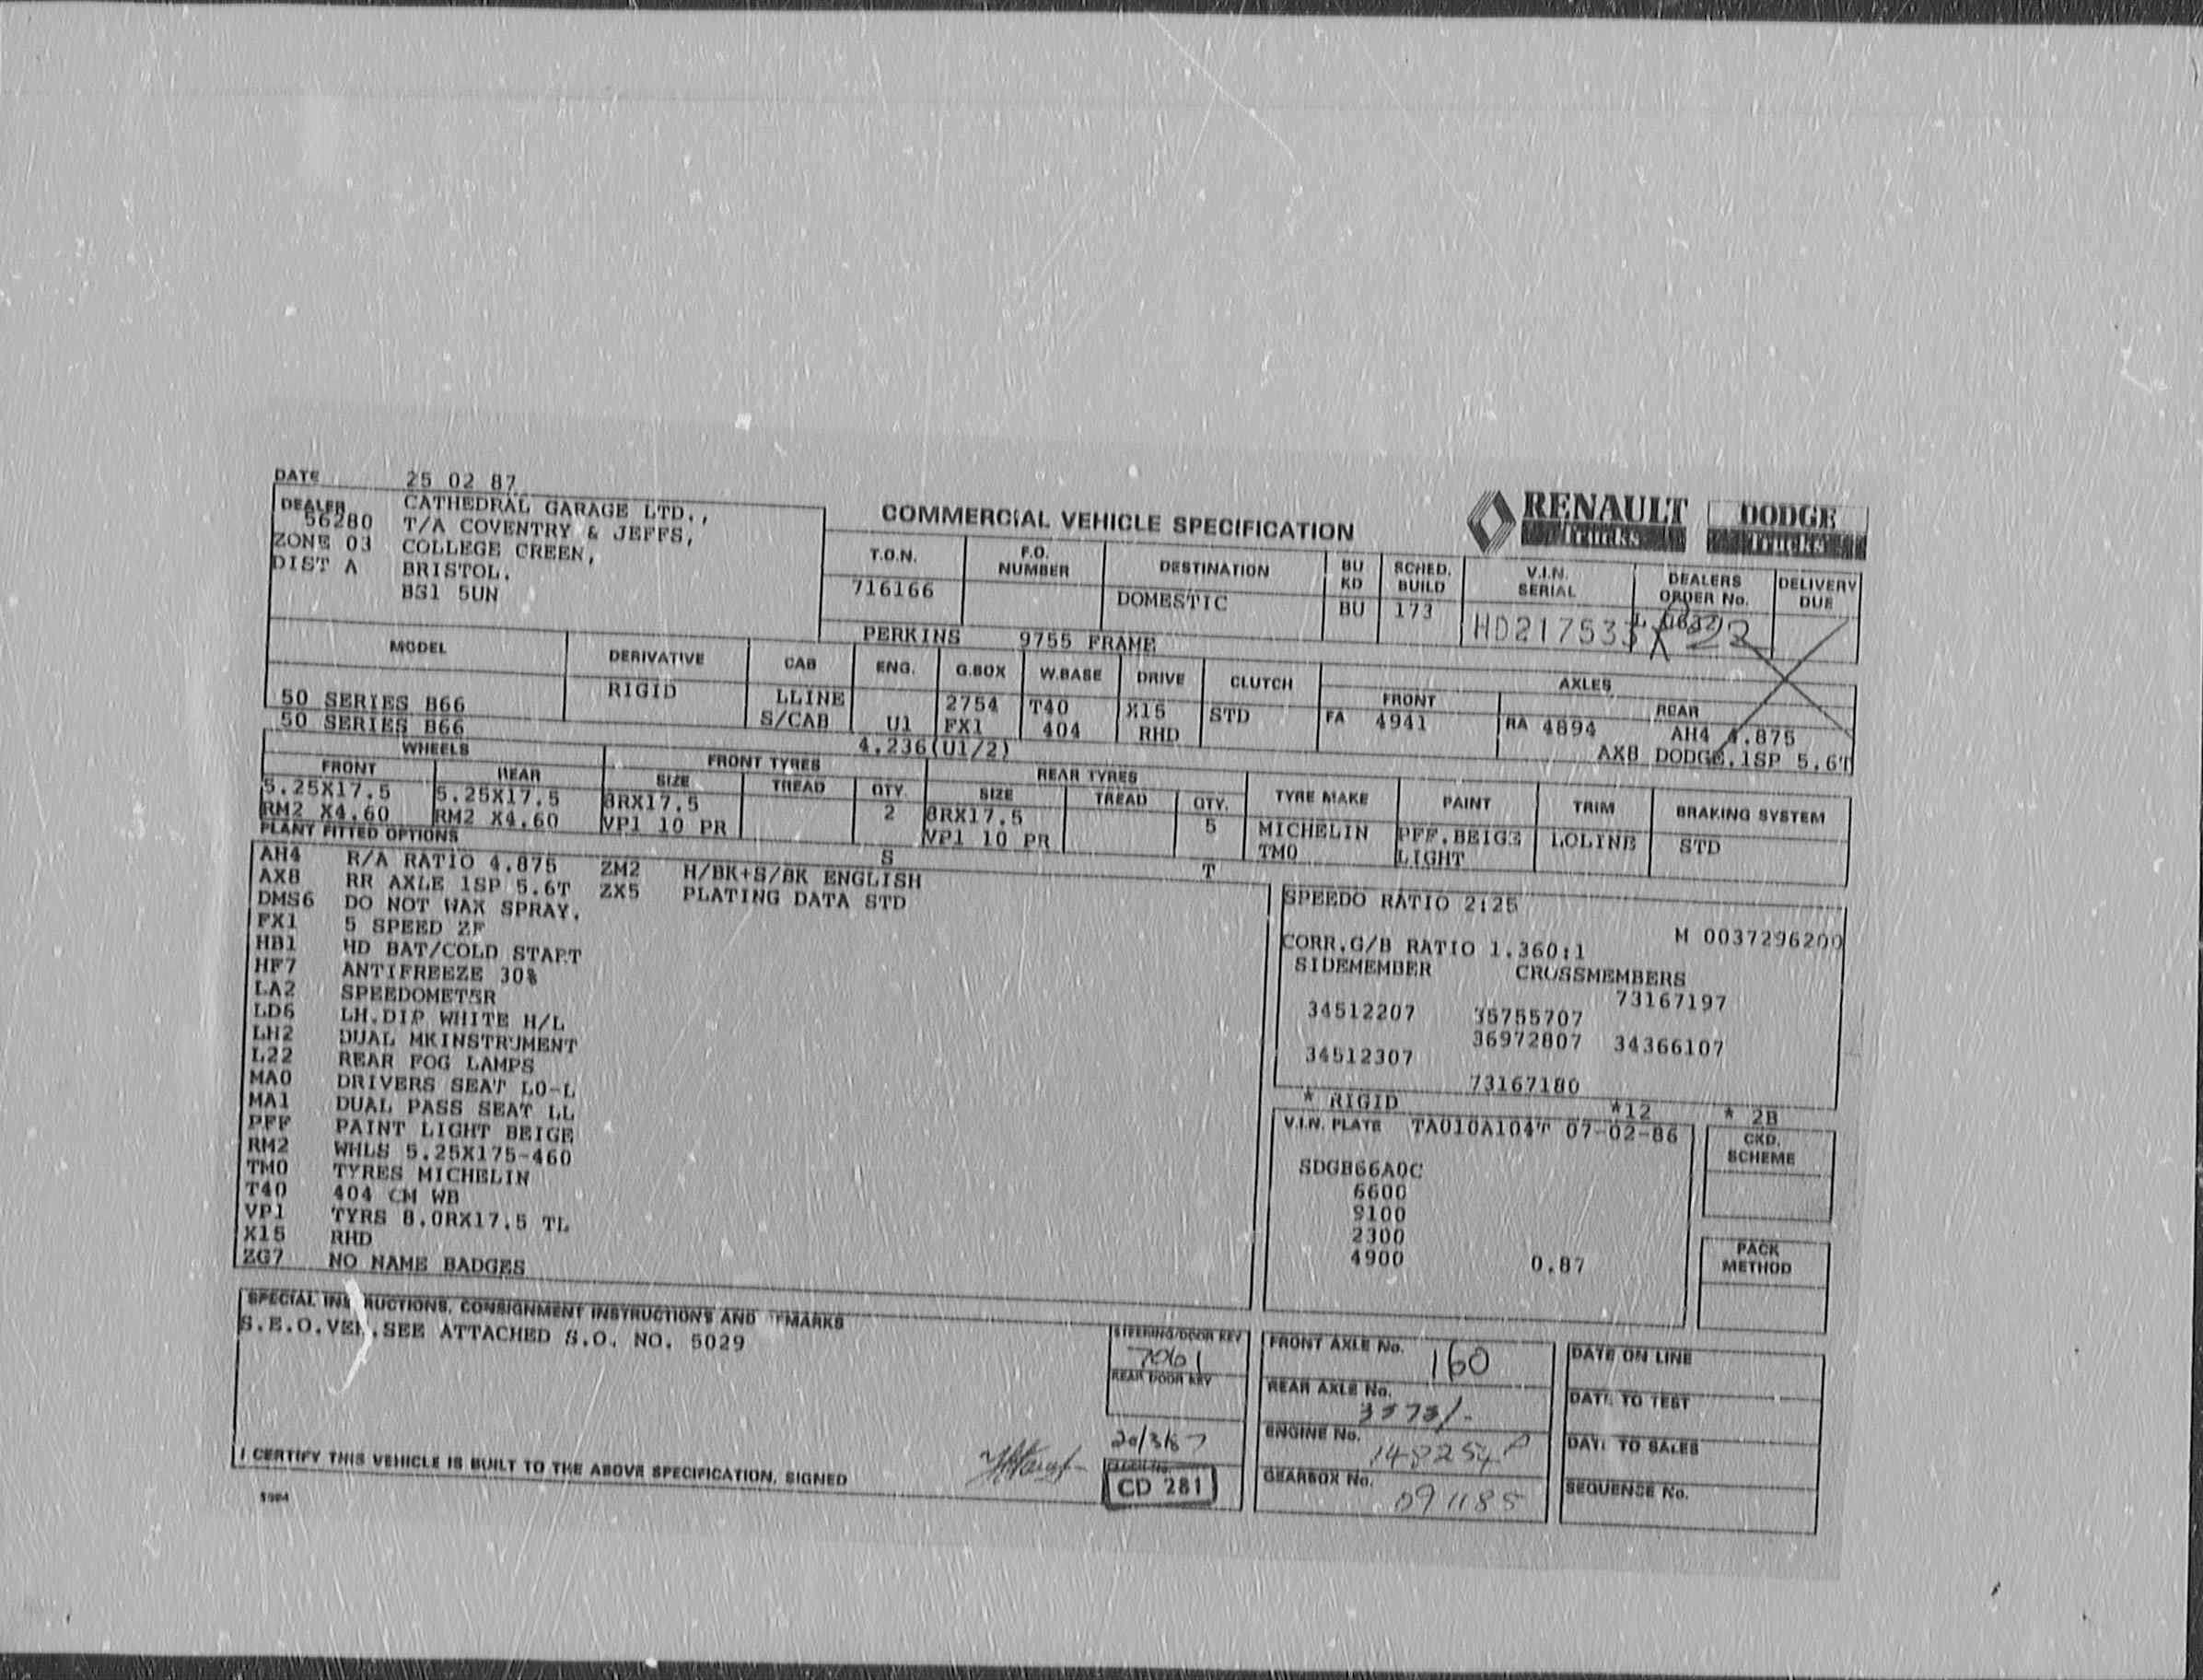 DATE 25 02 87
DEALER CATHEDRAL GARAGE LTD.,
56280 T/A COVENTRY & JEFFS,
ZONE 03 COLLEGE GREEN,
DIST A BRISTOL.
BS1 5UN
COMMERCIAL VEHICLE SPECIFICATION
RENAULT TRUCKS DODGE TRUCKS
T.O.N. F.O. NUMBER DESTINATION BU KD SCHED. BUILD V.I.N. SERIAL DEALERS ORDER No. DELIVERY DUE
716166 DOMESTIC BU 173 HD217533
PERKINS 9755 FRAME
MODEL DERIVATIVE CAB ENG. G.BOX W.BASE DRIVE CLUTCH AXLES
FRONT REAR
50 SERIES B66 RIGID LLINE 2754 T40 X15 STD FA 4941 RA 4894 AH4 4.875
50 SERIES B66 S/CAB U1 FX1 404 RHD AX8 DODGE.1SP 5.6T
4.236(U1/2)
WHEELS FRONT TYRES REAR TYRES
FRONT REAR SIZE TREAD QTY. SIZE TREAD QTY. TYRE MAKE PAINT TRIM BRAKING SYSTEM
5.25X17.5 5.25X17.5 8RX17.5 2 8RX17.5 5 MICHELIN PFF.BEIGE LOLINE STD
RM2 X4.60 RM2 X4.60 VP1 10 PR VP1 10 PR TM0 LIGHT
PLANT FITTED OPTIONS S T
AH4 R/A RATIO 4.875 ZM2 H/BK+S/BK ENGLISH
AX8 RR AXLE 1SP 5.6T ZX5 PLATING DATA STD
DMS6 DO NOT WAX SPRAY.
FX1 5 SPEED ZF
HB1 HD BAT/COLD START
HF7 ANTIFREEZE 30%
LA2 SPEEDOMETER
LD6 LH.DIP WHITE H/L
LH2 DUAL MKINSTRUMENT
L22 REAR FOG LAMPS
MA0 DRIVERS SEAT LO-L
MA1 DUAL PASS SEAT LL
PFF PAINT LIGHT BEIGE
RM2 WHLS 5.25X175-460
TM0 TYRES MICHELIN
T40 404 CM WB
VP1 TYRS 8.0RX17.5 TL
X15 RHD
ZG7 NO NAME BADGES
SPEEDO RATIO 2:25
M 0037296200
CORR.G/B RATIO 1.360:1
SIDEMEMBER CROSSMEMBERS
73167197
34512207 35755707
36972807 34366107
34512307
73167180
* RIGID *12 * 2B
V.I.N. PLATE TA010A104T 07-02-86
SDGB66A0C
6600
9100
2300
4900 0.87
CKD. SCHEME
PACK METHOD
SPECIAL INSTRUCTIONS, CONSIGNMENT INSTRUCTIONS AND REMARKS
S.E.O.VEH.SEE ATTACHED S.O. NO. 5029
STEERING/DOOR KEY
7061
REAR DOOR KEY
20/3/87
CD 281
FRONT AXLE No. 160
REAR AXLE No.
ENGINE No. 148254P
GEARBOX No. 091185
DATE ON LINE
DATE TO TEST
DATE TO SALES
SEQUENCE No.
I CERTIFY THIS VEHICLE IS BUILT TO THE ABOVE SPECIFICATION, SIGNED